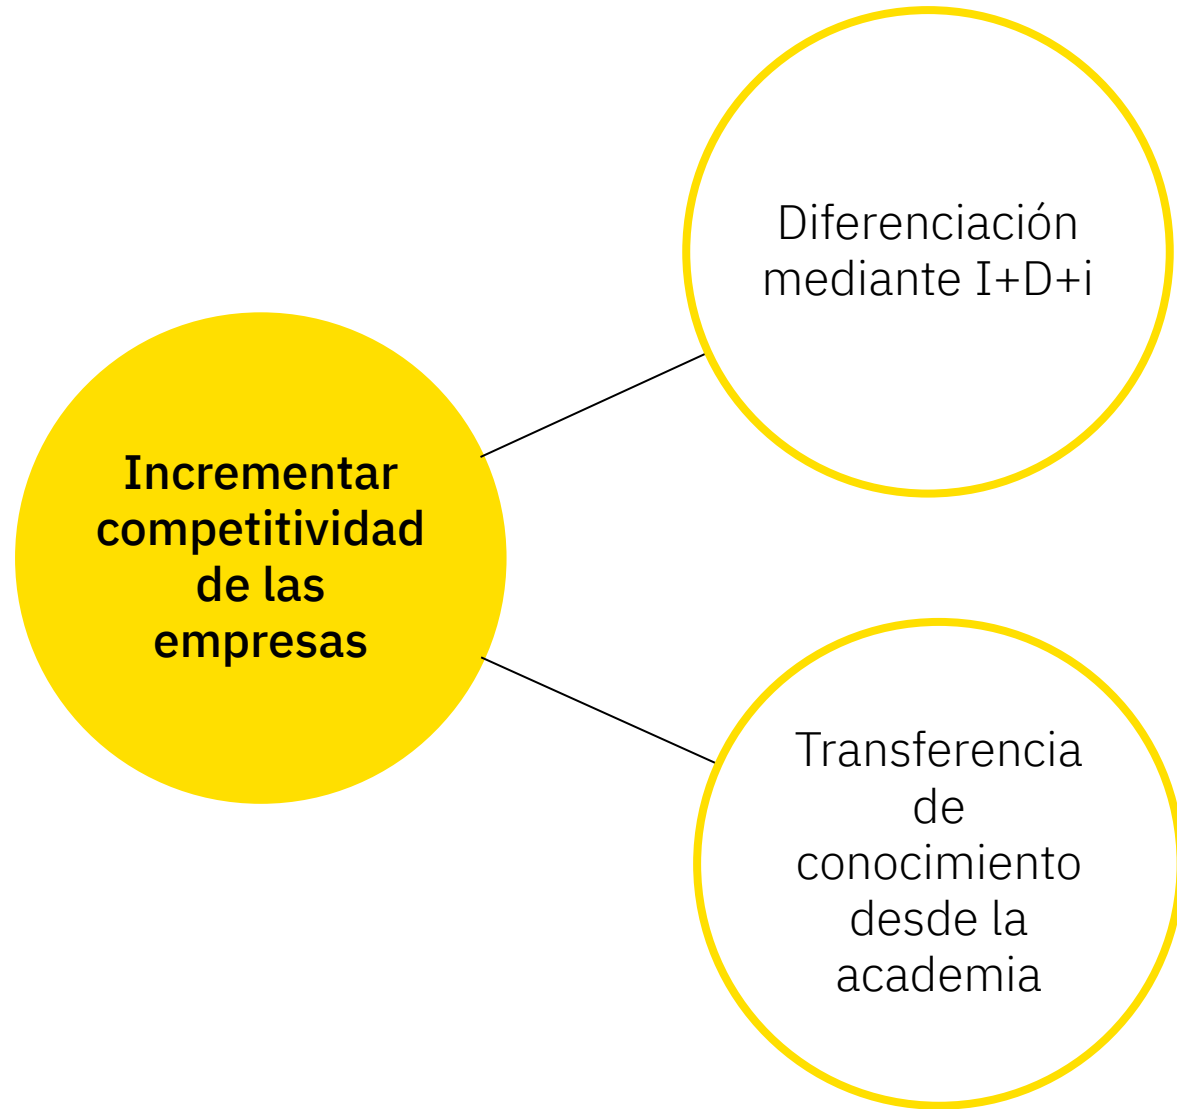 Diferenciación
mediante I+D+i
Incrementar
competitividad
de las
empresas
Transferencia
de
conocimiento
desde la
academia